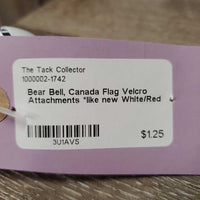 The Tack Collector
1000002-1742
Bear Bell, Canada Flag Velcro
Attachments *like new White/Red
$1.25
3U1AVS